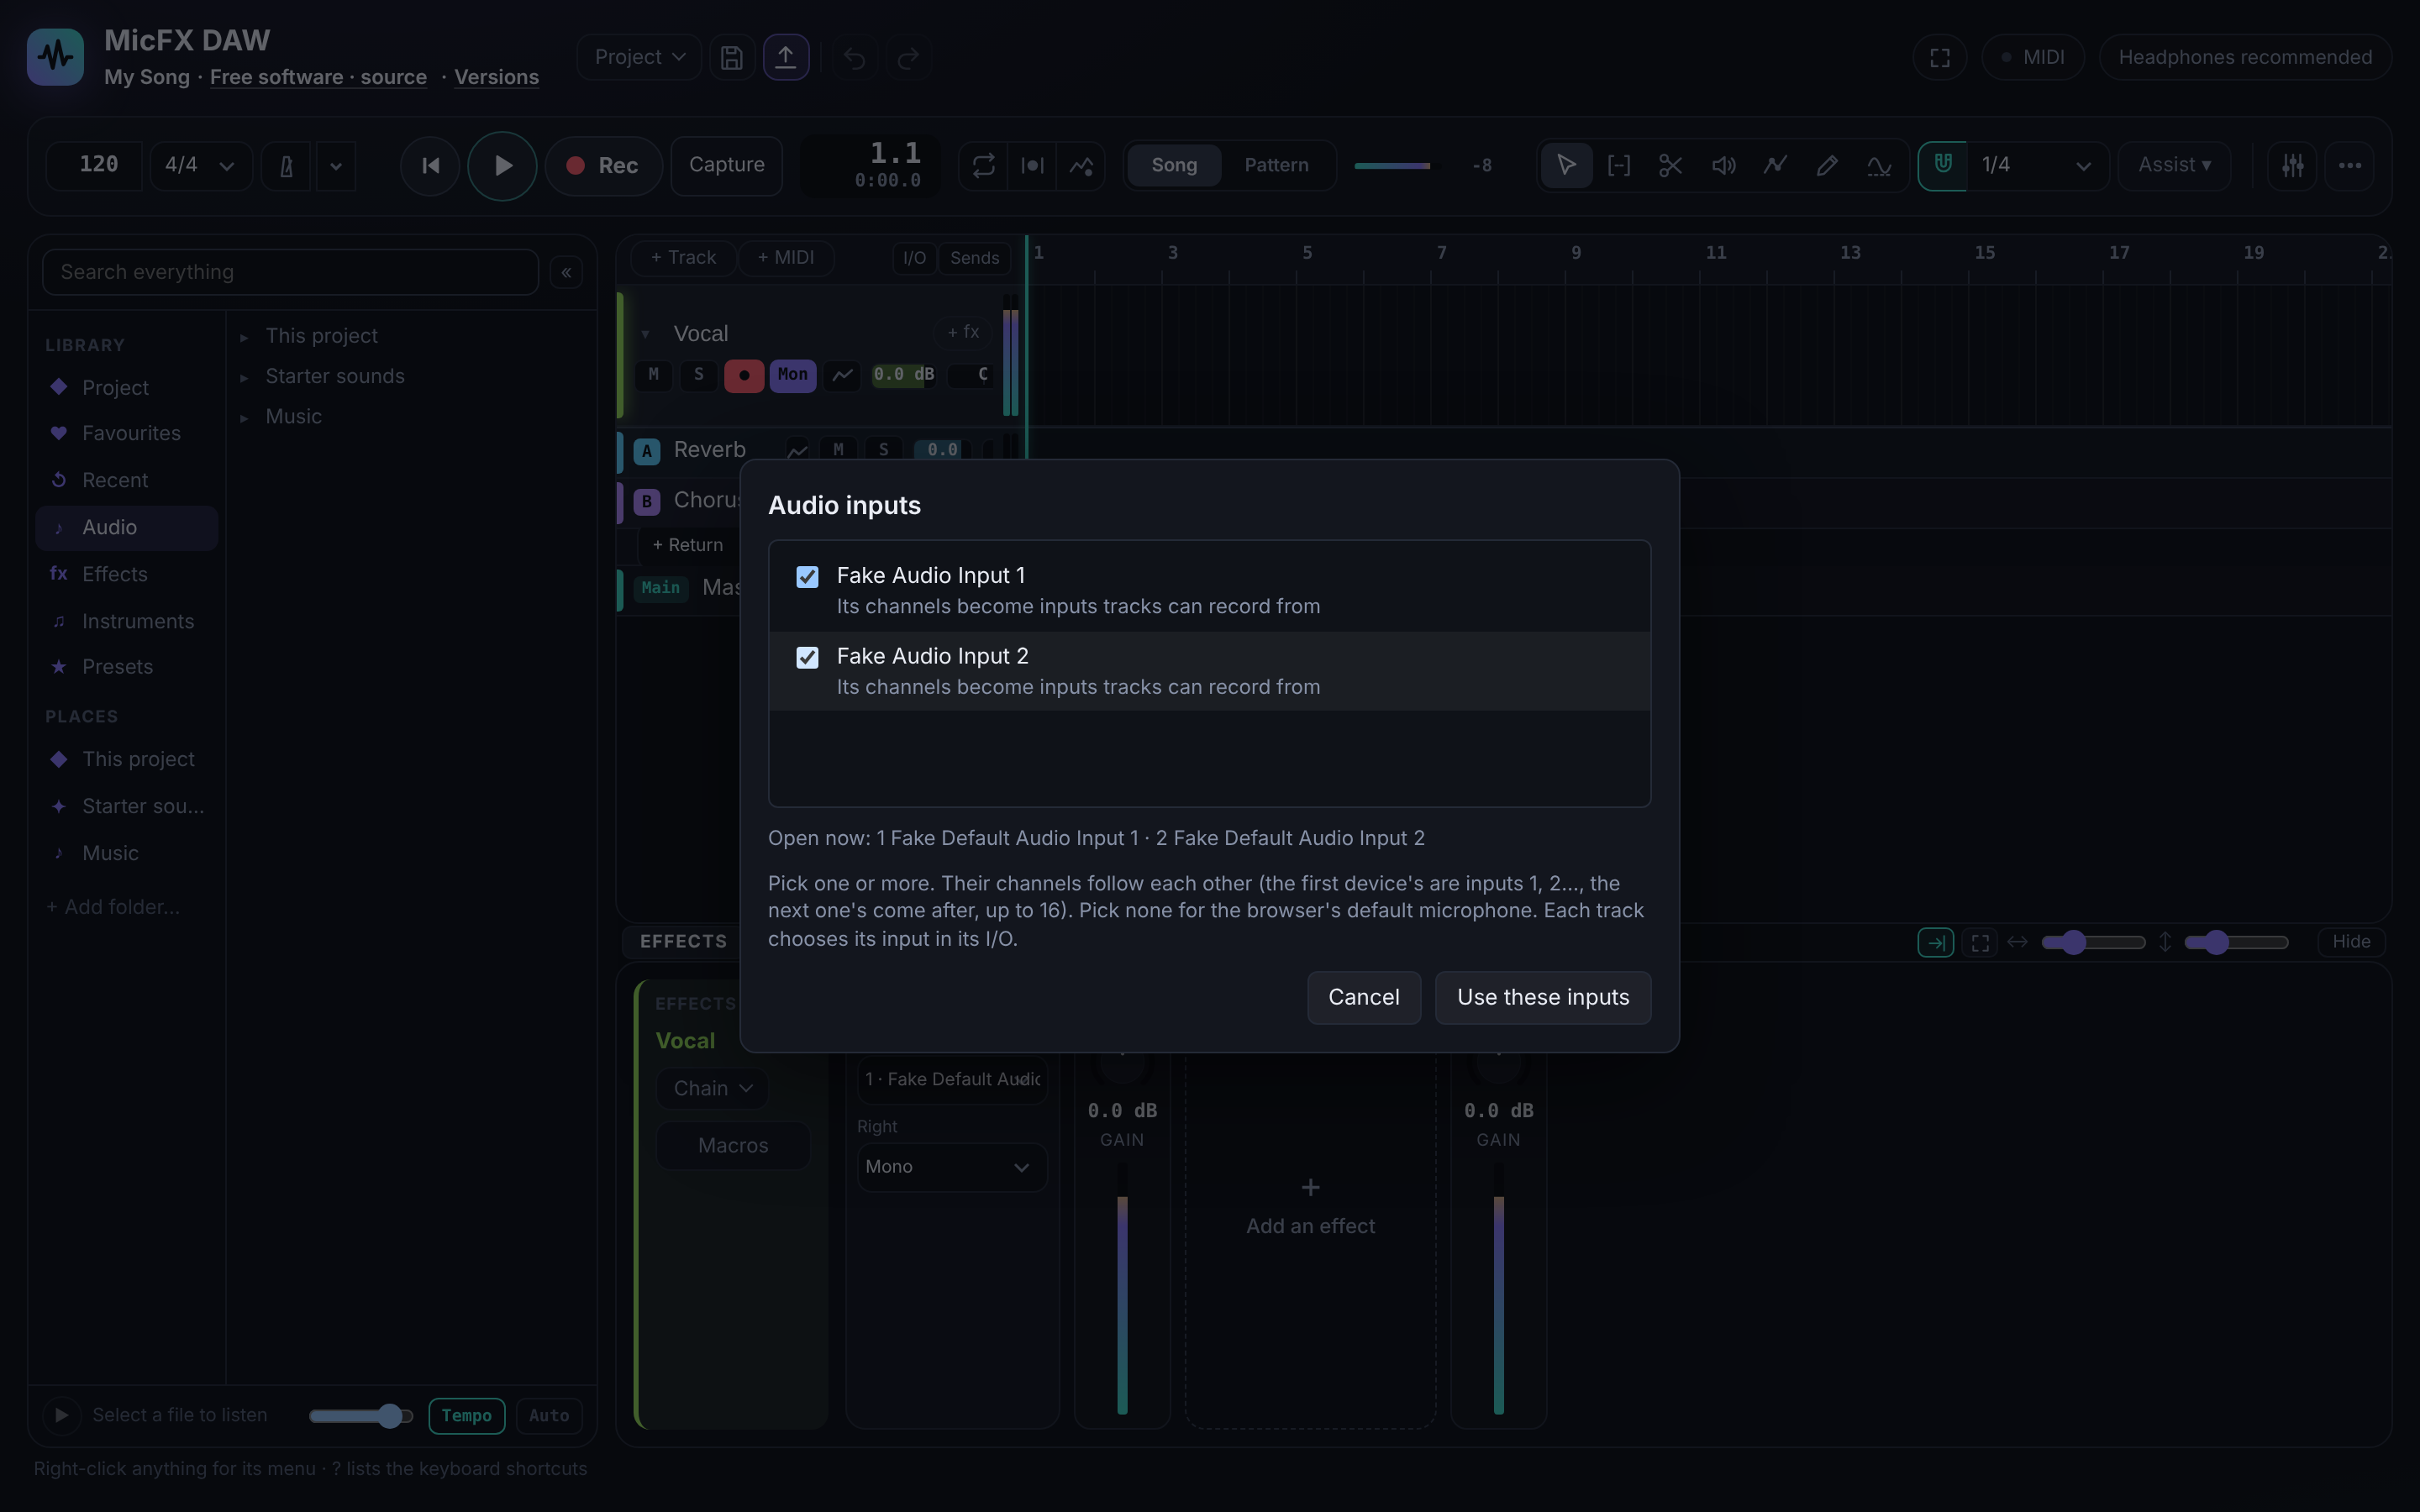 MicFX DAW
My Song · Free software · source · Versions
Project
MIDI
Headphones recommended
120
4/4
Rec
Capture
1.1
0:00.0
Song
Pattern
-8
1/4
Assist ▾
Search everything
«
LIBRARY
Project
Favourites
Recent
Audio
fx Effects
Instruments
Presets
PLACES
This project
Starter sou...
Music
+ Add folder...
This project
Starter sounds
Music
+ Track
+ MIDI
I/O
Sends
1 3 5 7 9 11 13 15 17 19
Vocal
+ fx
M S Mon 0.0 dB C
A Reverb M S 0.0
B
+ Return
Main
Audio inputs
Fake Audio Input 1
Its channels become inputs tracks can record from
Fake Audio Input 2
Its channels become inputs tracks can record from
Open now: 1 Fake Default Audio Input 1 · 2 Fake Default Audio Input 2
Pick one or more. Their channels follow each other (the first device's are inputs 1, 2..., the
next one's come after, up to 16). Pick none for the browser's default microphone. Each track
chooses its input in its I/O.
Cancel
Use these inputs
EFFECTS
Hide
EFFECTS
Vocal
Chain
Macros
1 · Fake Default
Right
Mono
0.0 dB
GAIN
+
Add an effect
0.0 dB
GAIN
Select a file to listen
Tempo
Auto
Right-click anything for its menu · ? lists the keyboard shortcuts